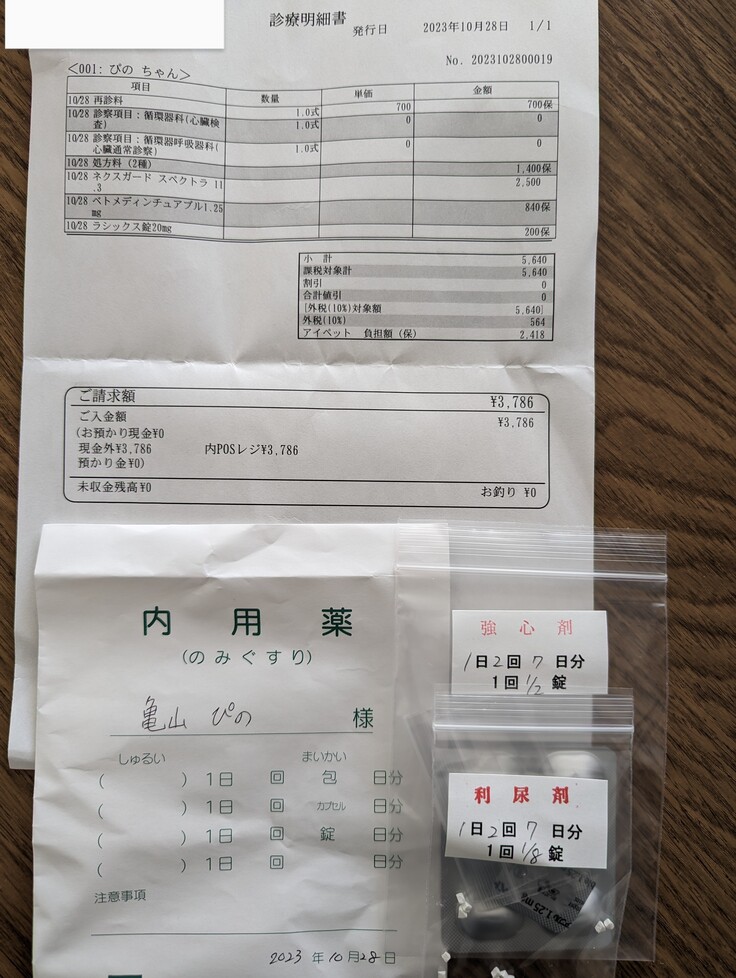 診療明細書
発行日 2023年10月28日 1/1
No. 2023102800019
<001: ぴの ちゃん>
項目 数量 単価 金額
10/28 再診料 1.0式 700 700保
10/28 診察項目：循環器科(心臓検査) 1.0式 0 0
10/28 診察項目：循環器呼吸器科(心臓通常診察) 1.0式 0 0
10/28 処方料（2種） 1,400保
10/28 ネクスガード スペクトラ 11.3 2,500
10/28 ベトメディンチュアブル1.25mg 840保
10/28 ラシックス錠20mg 200保
小 計 5,640
課税対象計 5,640
割引 0
合計値引 0
[外税(10%)対象額 5,640]
外税(10%) 564
アイペット 負担額（保） 2,418
ご請求額 ¥3,786
ご入金額 ¥3,786
(お預かり現金¥0
現金外¥3,786 内POSレジ¥3,786
預かり金¥0)
未収金残高¥0 お釣り ¥0
内用薬
(のみぐすり)
亀山 ぴの 様
しゅるい まいかい
( ) 1日 回 包 日分
( ) 1日 回 カプセル 日分
( ) 1日 回 錠 日分
( ) 1日 回 日分
注意事項
2023 年 10 月 28 日
強心剤
1日2回 7 日分
1回 1/2 錠
利尿剤
1日2回 7 日分
1回 1/8 錠
1.25mg